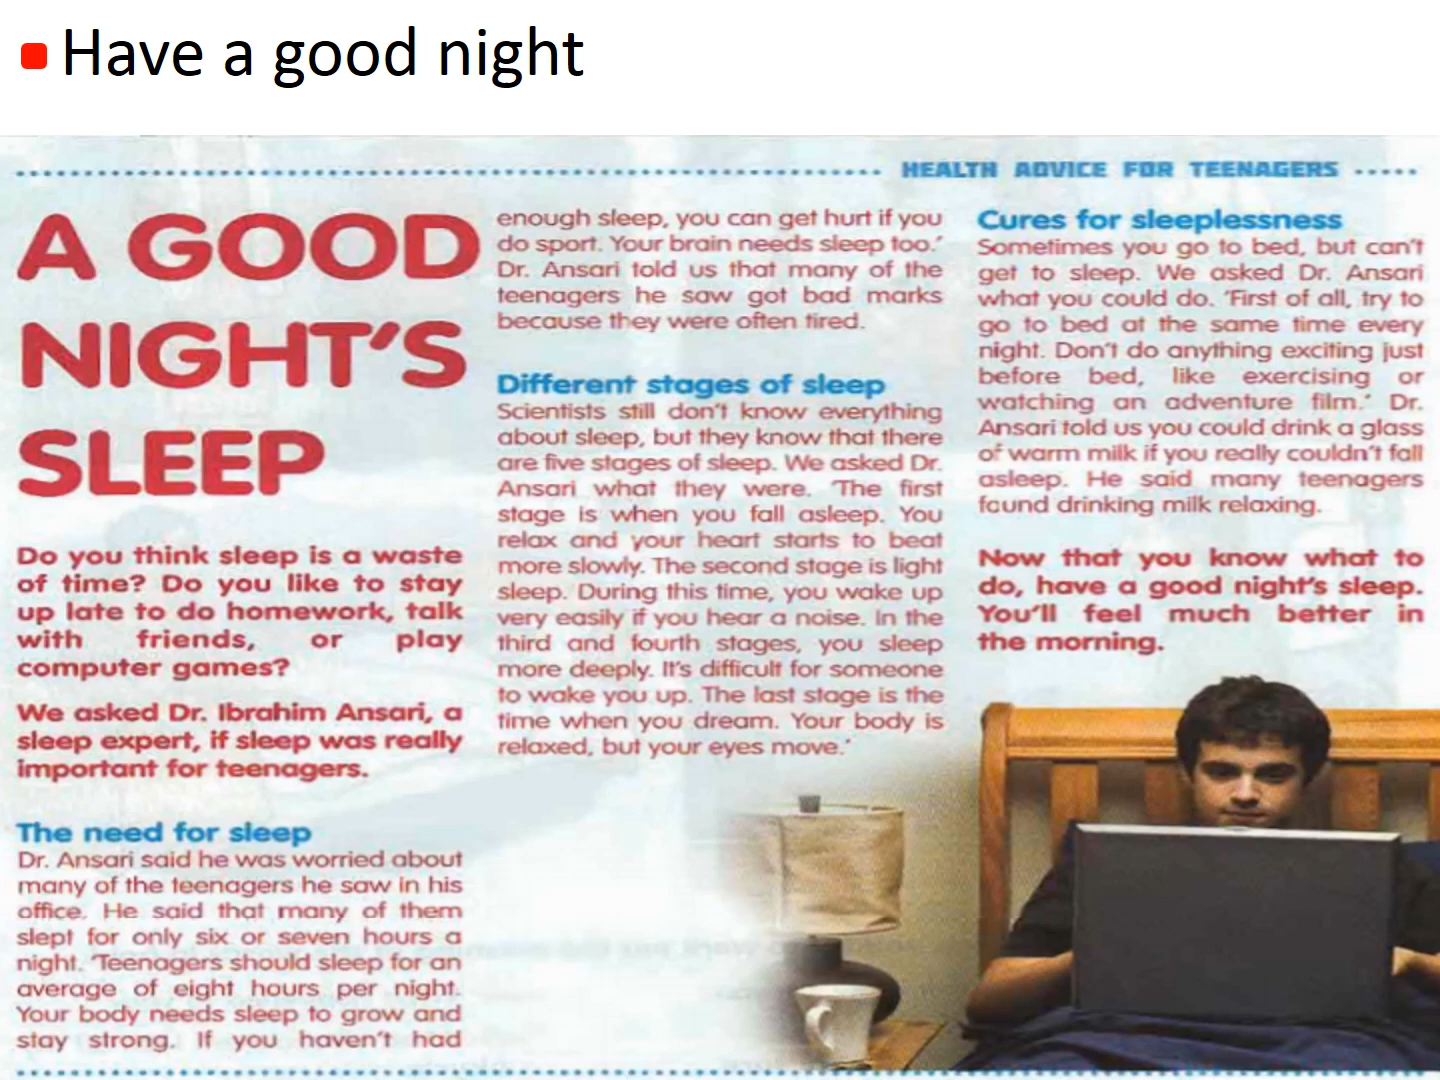 Have a good night
HEALTH ADVICE FOR TEENAGERS
A GOOD
NIGHT'S
SLEEP
Do you think sleep is a waste
of time? Do you like to stay
up late to do homework, talk
with friends, or play
computer games?
We asked Dr. Ibrahim Ansari, a
sleep expert, if sleep was really
important for teenagers.
The need for sleep
Dr. Ansari said he was worried about
many of the teenagers he saw in his
office. He said that many of them
slept for only six or seven hours a
night. 'Teenagers should sleep for an
average of eight hours per night.
Your body needs sleep to grow and
stay strong. If you haven't had
enough sleep, you can get hurt if you
do sport. Your brain needs sleep too.'
Dr. Ansari told us that many of the
teenagers he saw got bad marks
because they were often tired.
Different stages of sleep
Scientists still don't know everything
about sleep, but they know that there
are five stages of sleep. We asked Dr.
Ansari what they were. 'The first
stage is when you fall asleep. You
relax and your heart starts to beat
more slowly. The second stage is light
sleep. During this time, you wake up
very easily if you hear a noise. In the
third and fourth stages, you sleep
more deeply. It's difficult for someone
to wake you up. The last stage is the
time when you dream. Your body is
relaxed, but your eyes move.'
Cures for sleeplessness
Sometimes you go to bed, but can't
get to sleep. We asked Dr. Ansari
what you could do. 'First of all, try to
go to bed at the same time every
night. Don't do anything exciting just
before bed, like exercising or
watching an adventure film.' Dr.
Ansari told us you could drink a glass
of warm milk if you really couldn't fall
asleep. He said many teenagers
found drinking milk relaxing.
Now that you know what to
do, have a good night's sleep.
You'll feel much better in
the morning.